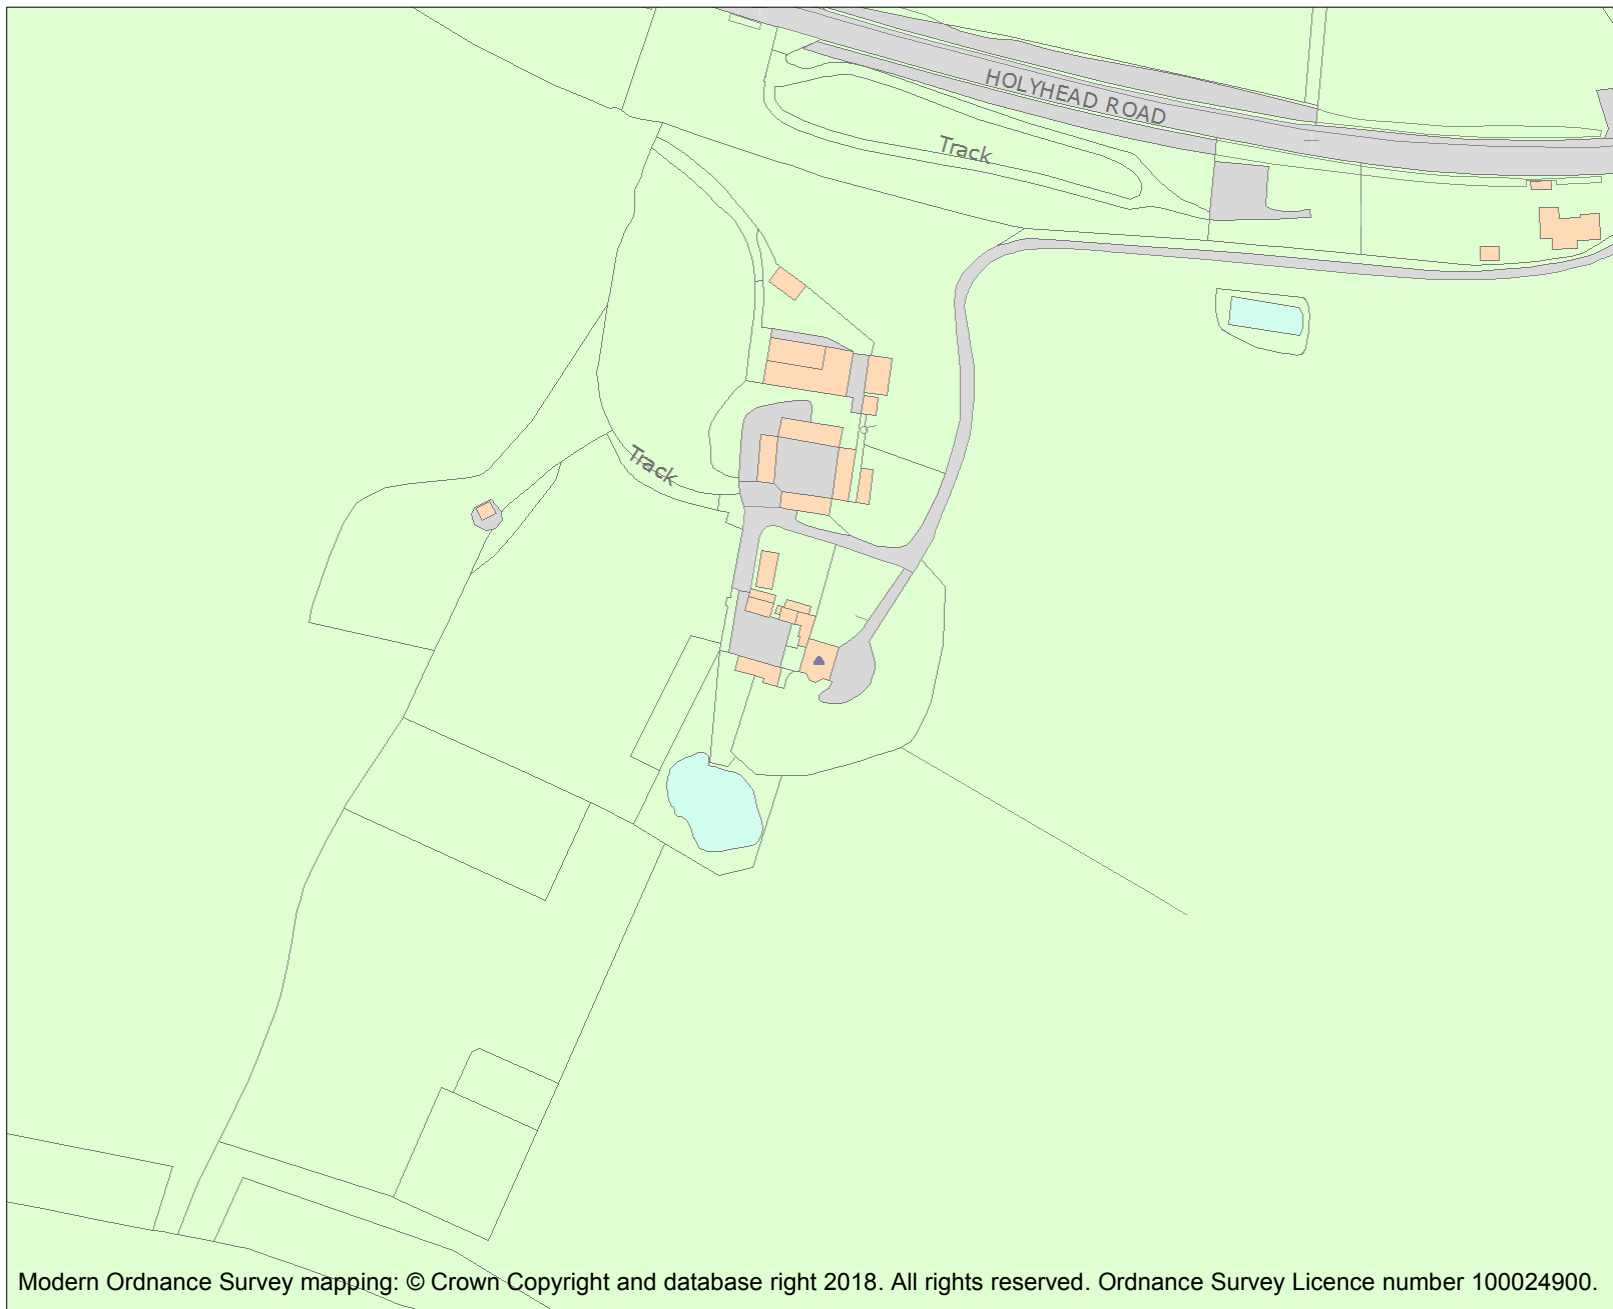 HOLYHEAD ROAD
Track
Track
Modern Ordnance Survey mapping: © Crown Copyright and database right 2018. All rights reserved. Ordnance Survey Licence number 100024900.